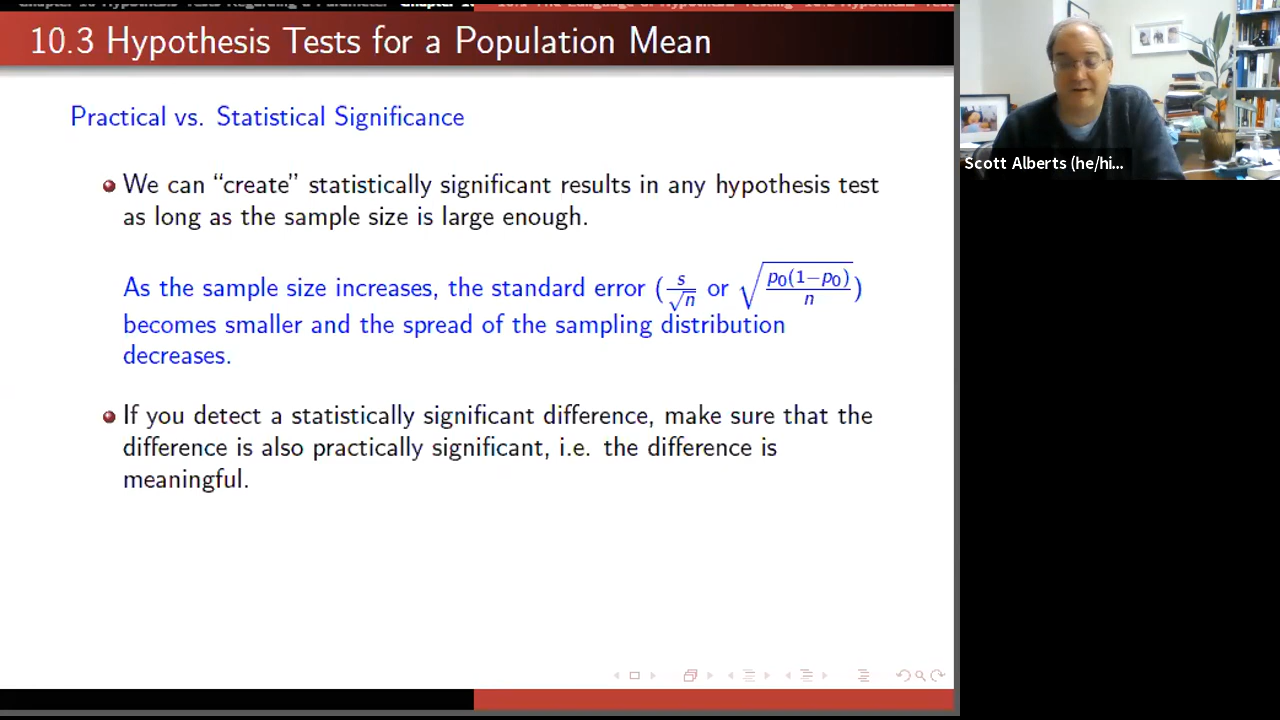 10.3 Hypothesis Tests for a Population Mean
Practical vs. Statistical Significance
We can “create” statistically significant results in any hypothesis test
as long as the sample size is large enough.
As the sample size increases, the standard error (s/√n or √(p₀(1−p₀)/n))
becomes smaller and the spread of the sampling distribution
decreases.
If you detect a statistically significant difference, make sure that the
difference is also practically significant, i.e. the difference is
meaningful.
Scott Alberts (he/hi...